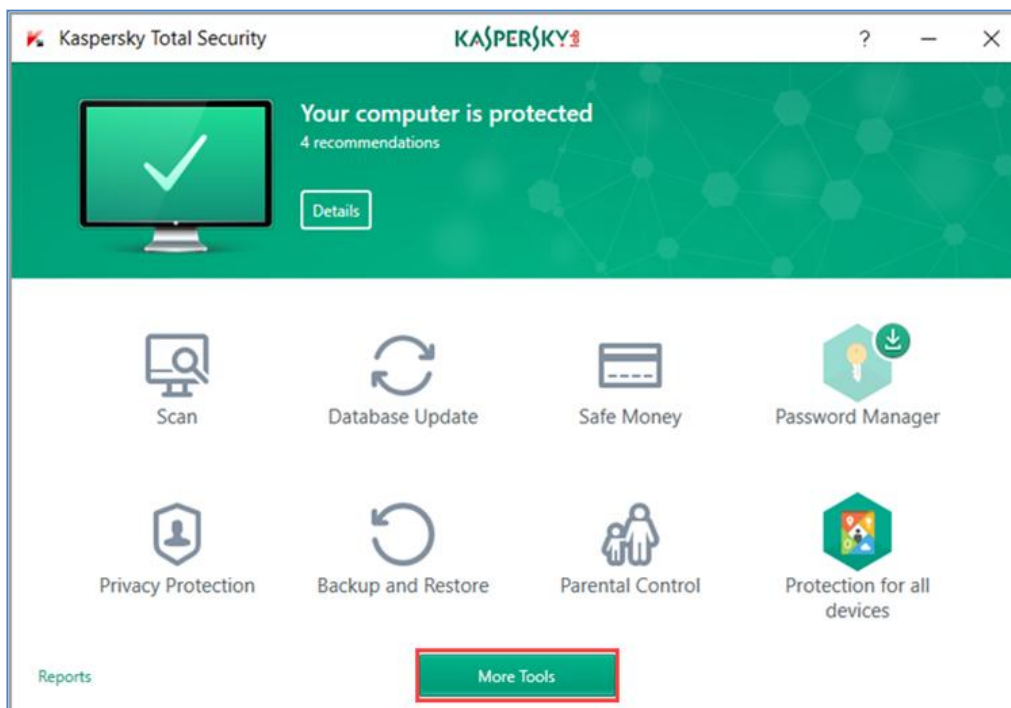 Kaspersky Total Security
KASPERSKY lab
?
Your computer is protected
4 recommendations
Details
Scan
Database Update
Safe Money
Password Manager
Privacy Protection
Backup and Restore
Parental Control
Protection for all
devices
Reports
More Tools